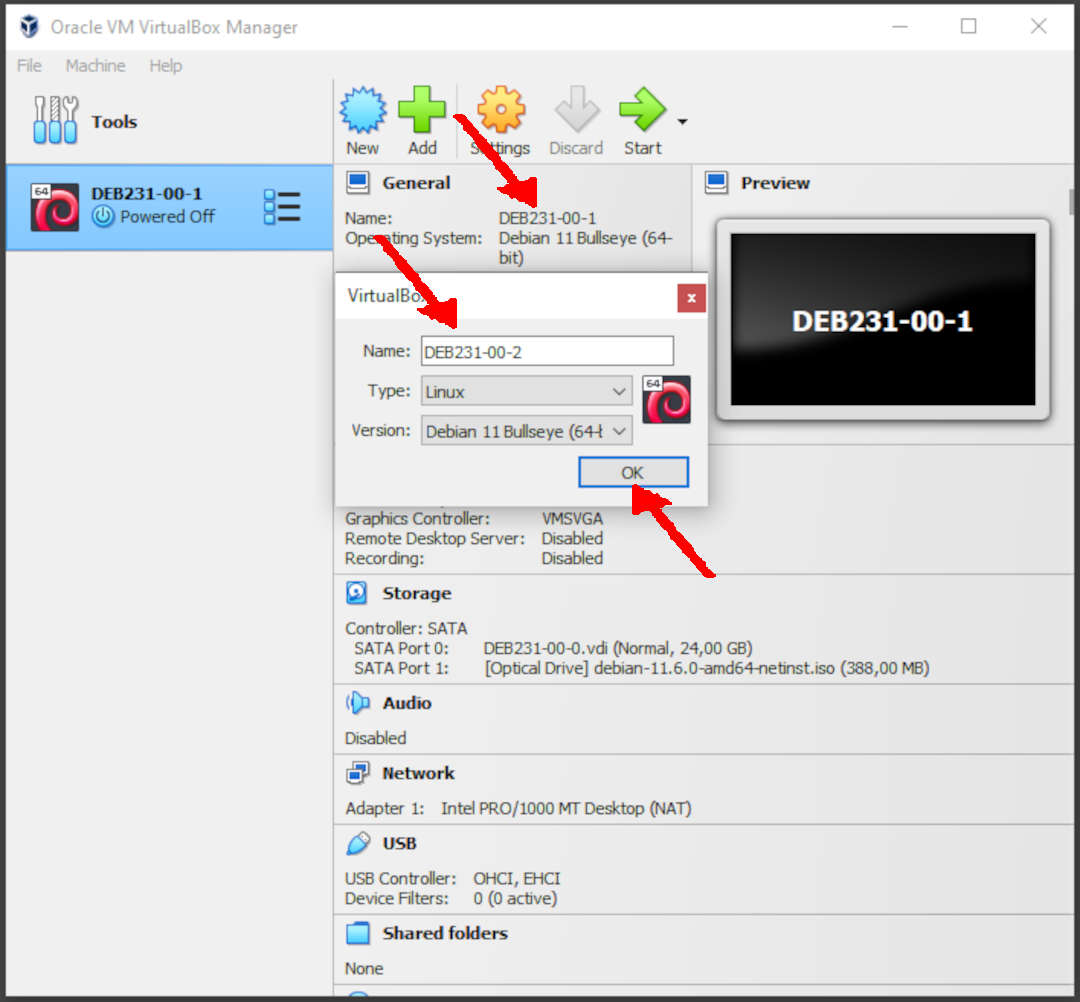 Oracle VM VirtualBox Manager
File Machine Help
Tools
New Add Settings Discard Start
64
DEB231-00-1
Powered Off
General
Name: DEB231-00-1
Operating System: Debian 11 Bullseye (64-
bit)
Preview
DEB231-00-1
VirtualBox
x
Name: DEB231-00-2
Type: Linux
64
Version: Debian 11 Bullseye (64-
OK
Graphics Controller: VMSVGA
Remote Desktop Server: Disabled
Recording: Disabled
Storage
Controller: SATA
SATA Port 0: DEB231-00-0.vdi (Normal, 24,00 GB)
SATA Port 1: [Optical Drive] debian-11.6.0-amd64-netinst.iso (388,00 MB)
Audio
Disabled
Network
Adapter 1: Intel PRO/1000 MT Desktop (NAT)
USB
USB Controller: OHCI, EHCI
Device Filters: 0 (0 active)
Shared folders
None